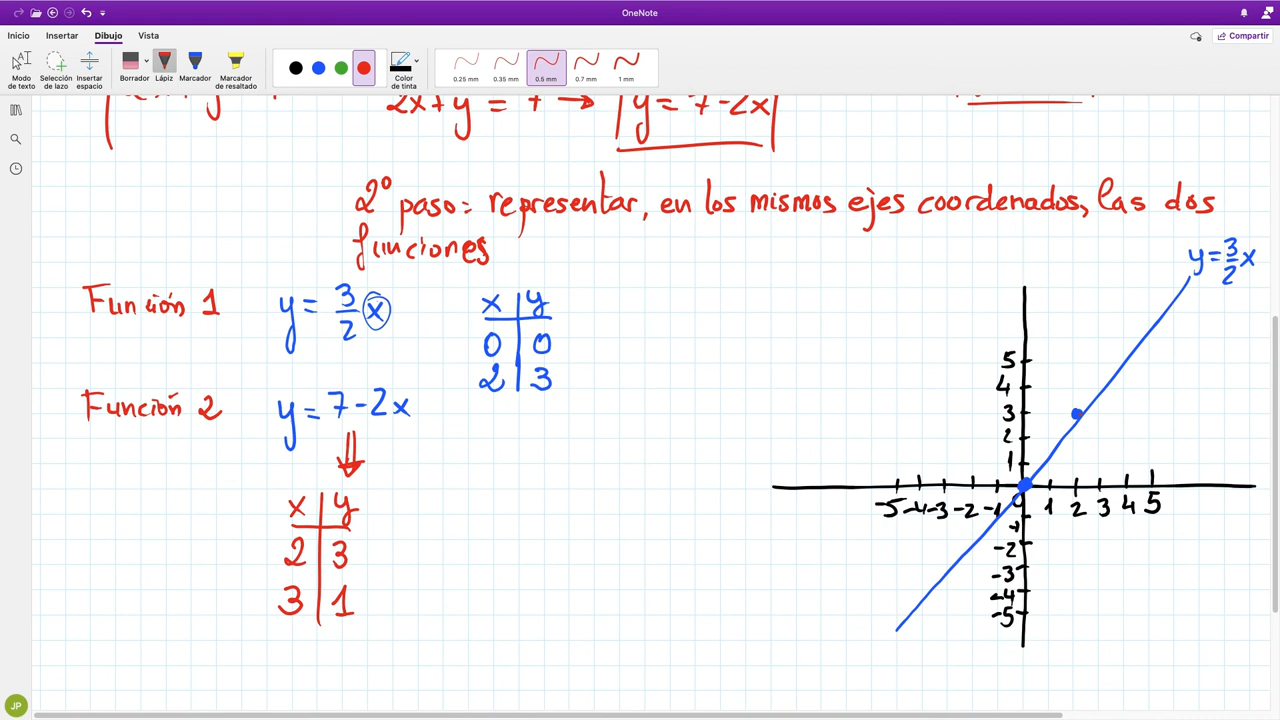 OneNote
Inicio Insertar Dibujo Vista
Compartir
Modo de texto
Selección de lazo
Insertar espacio
Borrador
Lápiz
Marcador
Marcador de resaltado
Color de tinta
0.25 mm 0.35 mm 0.5 mm 0.7 mm 1 mm
2x+y = 7 → y = 7-2x
2º paso: representar, en los mismos ejes coordenados, las dos
funciones
Función 1 y = 3/2 x
x y
0 0
2 3
Función 2 y = 7-2x
x y
2 3
3 1
y = 3/2 x
5
4
3
2
1
-5 -4 -3 -2 -1 0 1 2 3 4 5
-1
-2
-3
-4
-5
JP